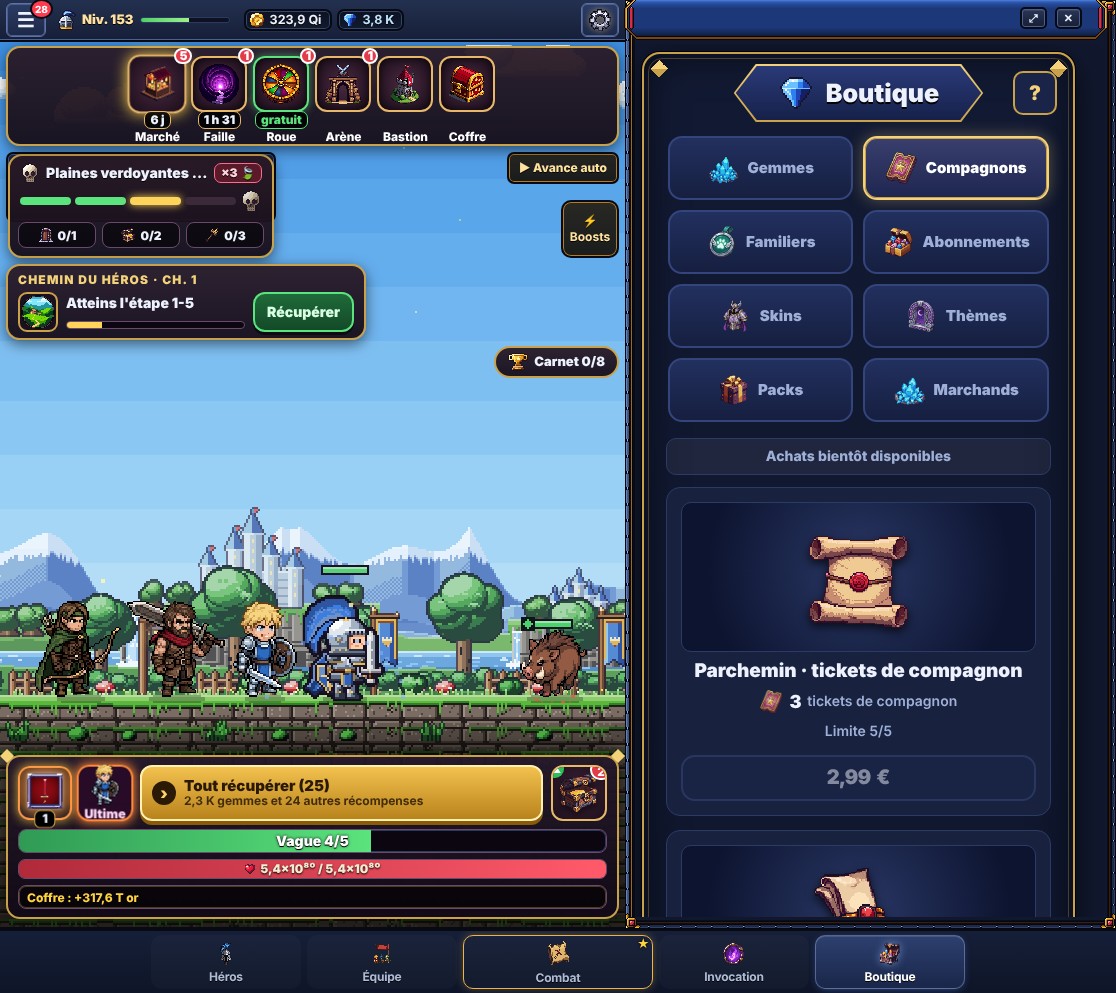 28
Niv. 153
323,9 Qi
3,8 K
5
1
1
1
6 j
1 h 31
gratuit
Marché
Faille
Roue
Arène
Bastion
Coffre
Plaines verdoyantes ...
×3
0/1
0/2
0/3
Avance auto
Boosts
CHEMIN DU HÉROS · CH. 1
Atteins l'étape 1-5
Récupérer
Carnet 0/8
1
Ultime
Tout récupérer (25)
2,3 K gemmes et 24 autres récompenses
2
Vague 4/5
5,4×10⁸⁰ / 5,4×10⁸⁰
Coffre : +317,6 T or
Boutique
?
Gemmes
Compagnons
Familiers
Abonnements
Skins
Thèmes
Packs
Marchands
Achats bientôt disponibles
Parchemin · tickets de compagnon
3 tickets de compagnon
Limite 5/5
2,99 €
Héros
Équipe
Combat
Invocation
Boutique